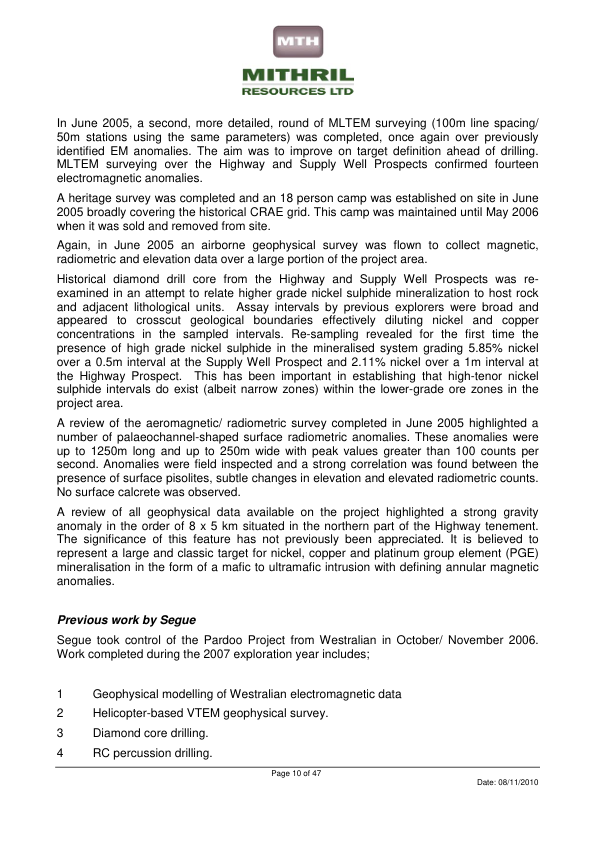 MTH
MITHRIL
RESOURCES LTD
In June 2005, a second, more detailed, round of MLTEM surveying (100m line spacing/
50m stations using the same parameters) was completed, once again over previously
identified EM anomalies. The aim was to improve on target definition ahead of drilling.
MLTEM surveying over the Highway and Supply Well Prospects confirmed fourteen
electromagnetic anomalies.
A heritage survey was completed and an 18 person camp was established on site in June
2005 broadly covering the historical CRAE grid. This camp was maintained until May 2006
when it was sold and removed from site.
Again, in June 2005 an airborne geophysical survey was flown to collect magnetic,
radiometric and elevation data over a large portion of the project area.
Historical diamond drill core from the Highway and Supply Well Prospects was re-
examined in an attempt to relate higher grade nickel sulphide mineralization to host rock
and adjacent lithological units. Assay intervals by previous explorers were broad and
appeared to crosscut geological boundaries effectively diluting nickel and copper
concentrations in the sampled intervals. Re-sampling revealed for the first time the
presence of high grade nickel sulphide in the mineralised system grading 5.85% nickel
over a 0.5m interval at the Supply Well Prospect and 2.11% nickel over a 1m interval at
the Highway Prospect. This has been important in establishing that high-tenor nickel
sulphide intervals do exist (albeit narrow zones) within the lower-grade ore zones in the
project area.
A review of the aeromagnetic/ radiometric survey completed in June 2005 highlighted a
number of palaeochannel-shaped surface radiometric anomalies. These anomalies were
up to 1250m long and up to 250m wide with peak values greater than 100 counts per
second. Anomalies were field inspected and a strong correlation was found between the
presence of surface pisolites, subtle changes in elevation and elevated radiometric counts.
No surface calcrete was observed.
A review of all geophysical data available on the project highlighted a strong gravity
anomaly in the order of 8 x 5 km situated in the northern part of the Highway tenement.
The significance of this feature has not previously been appreciated. It is believed to
represent a large and classic target for nickel, copper and platinum group element (PGE)
mineralisation in the form of a mafic to ultramafic intrusion with defining annular magnetic
anomalies.
Previous work by Segue
Segue took control of the Pardoo Project from Westralian in October/ November 2006.
Work completed during the 2007 exploration year includes;
1 Geophysical modelling of Westralian electromagnetic data
2 Helicopter-based VTEM geophysical survey.
3 Diamond core drilling.
4 RC percussion drilling.
Page 10 of 47
Date: 08/11/2010